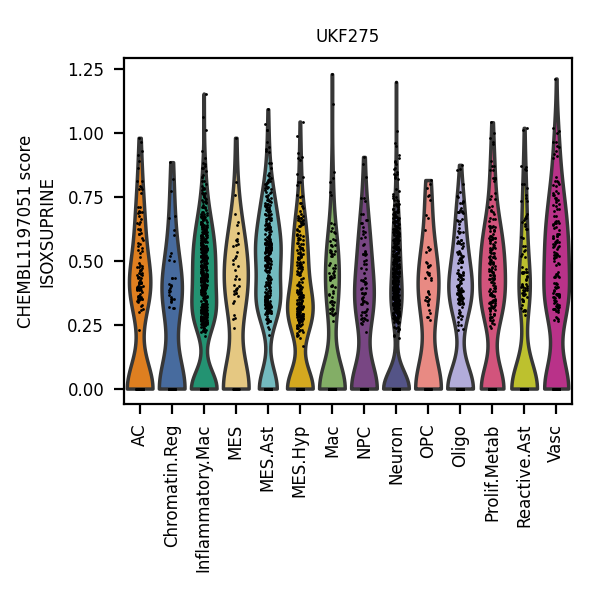 UKF275
CHEMBL1197051 score
ISOXSUPRINE
1.25
1.00
0.75
0.50
0.25
0.00
AC
Chromatin.Reg
Inflammatory.Mac
MES
MES.Ast
MES.Hyp
Mac
NPC
Neuron
OPC
Oligo
Prolif.Metab
Reactive.Ast
Vasc